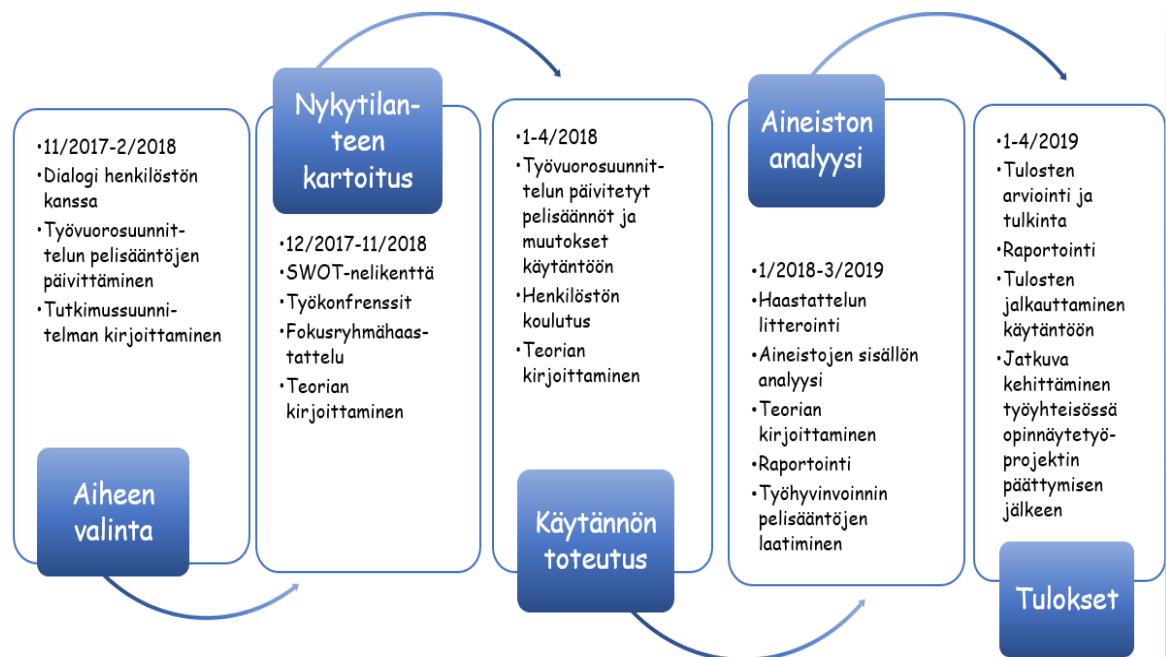 •11/2017-2/2018
•Dialogi henkilöstön
kanssa
•Työvuorosuunnit-
telun pelisääntöjen
päivittäminen
•Tutkimussuunni-
telman kirjoittaminen
Aiheen
valinta
Nykytilan-
teen
kartoitus
•12/2017-11/2018
•SWOT-nelikenttä
•Työkonfrenssit
•Fokusryhmähaas-
tattelu
•Teorian
kirjoittaminen
•1-4/2018
•Työvuorosuunnit-
telun päivitetyt
pelisäännöt ja
muutokset
käytäntöön
•Henkilöstön
koulutus
•Teorian
kirjoittaminen
Käytännön
toteutus
Aineiston
analyysi
•1/2018-3/2019
•Haastattelun
litterointi
•Aineistojen sisällön
analyysi
•Teorian
kirjoittaminen
•Raportointi
•Työhyvinvoinnin
pelisääntöjen
laatiminen
•1-4/2019
•Tulosten
arviointi ja
tulkinta
•Raportointi
•Tulosten
jalkauttaminen
käytäntöön
•Jatkuva
kehittäminen
työyhteisössä
opinnäytetyö-
projektin
päättymisen
jälkeen
Tulokset